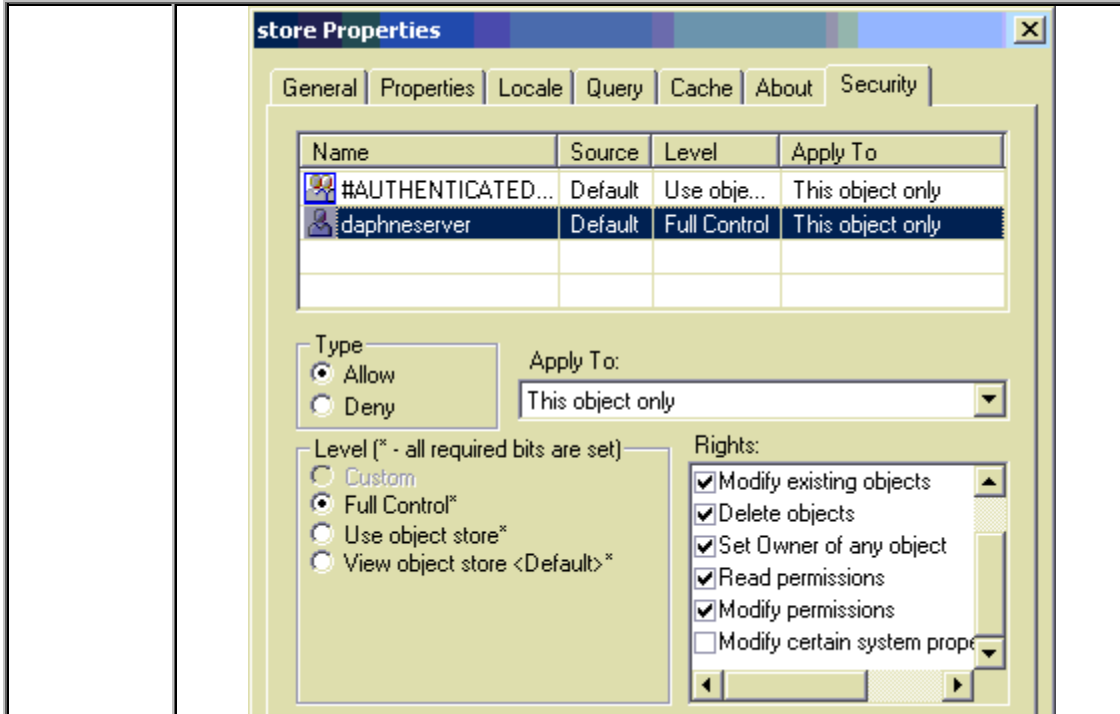 store Properties
General Properties Locale Query Cache About Security
Name Source Level Apply To
#AUTHENTICATED... Default Use obje... This object only
daphneserver Default Full Control This object only
Type
Allow
Deny
Apply To:
This object only
Level (* - all required bits are set)
Custom
Full Control*
Use object store*
View object store <Default>*
Rights:
Modify existing objects
Delete objects
Set Owner of any object
Read permissions
Modify permissions
Modify certain system prope